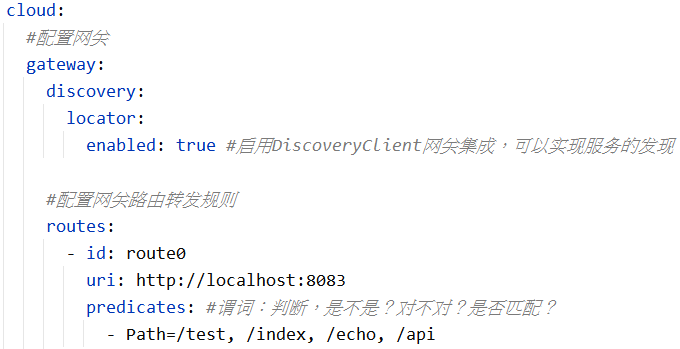 cloud:
#配置网关
gateway:
discovery:
locator:
enabled: true #启用DiscoveryClient网关集成，可以实现服务的发现
#配置网关路由转发规则
routes:
- id: route0
uri: http://localhost:8083
predicates: #谓词：判断，是不是？对不对？是否匹配？
- Path=/test, /index, /echo, /api